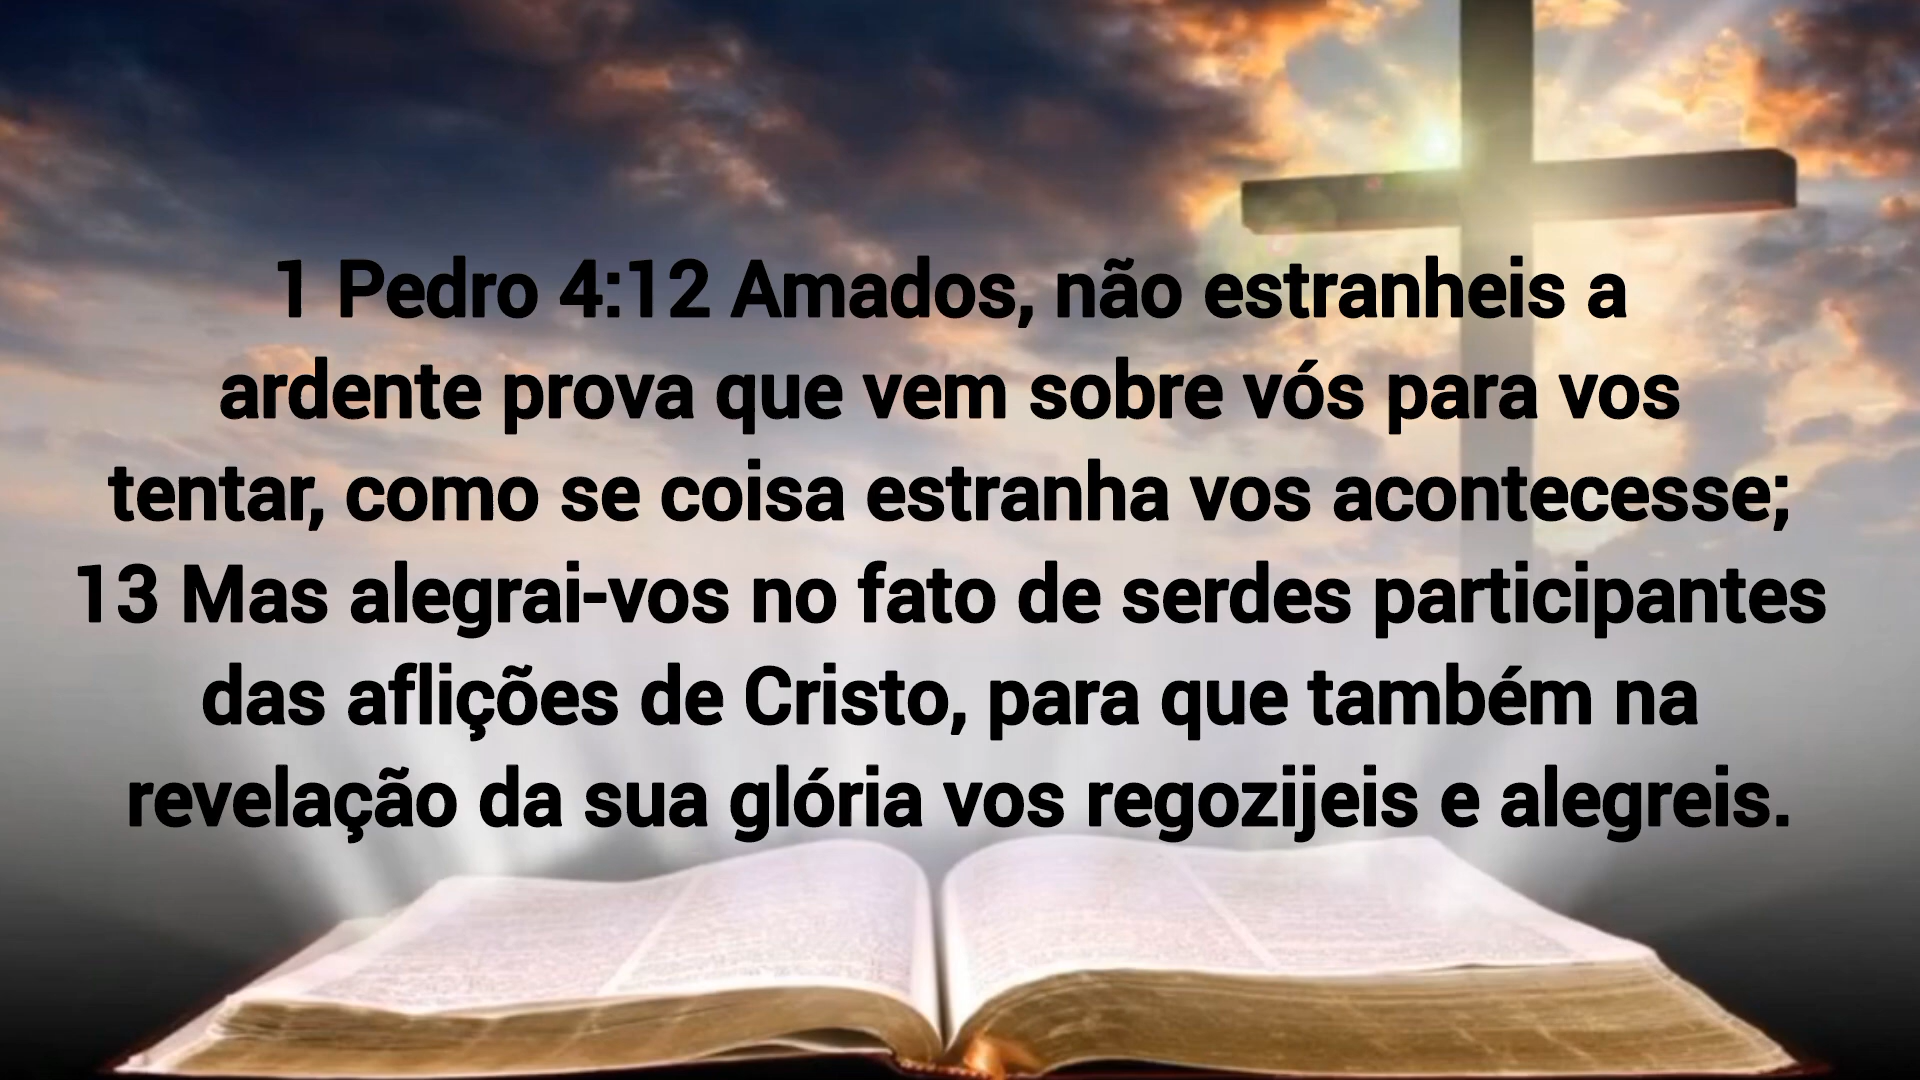 1 Pedro 4:12 Amados, não estranheis a
ardente prova que vem sobre vós para vos
tentar, como se coisa estranha vos acontecesse;
13 Mas alegrai-vos no fato de serdes participantes
das aflições de Cristo, para que também na
revelação da sua glória vos regozijeis e alegreis.